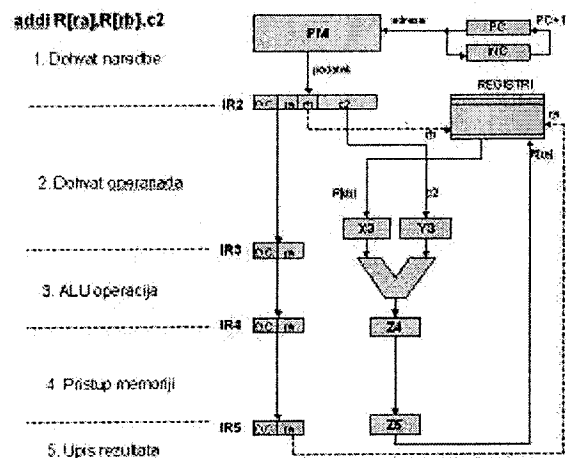 addi R[ra],R[rb],c2
1. Dohvat naredbe
PM
adresa
PC
PC+1
INC
podatak
REGISTRI
IR2
OC ra rb c2
rb
ra
R[ra]
2. Dohvat operanada
R[rb]
c2
X3
Y3
IR3
OC ra
3. ALU operacija
IR4
OC ra
Z4
4. Pristup memoriji
IR5
OC ra
Z5
5. Upis rezultata